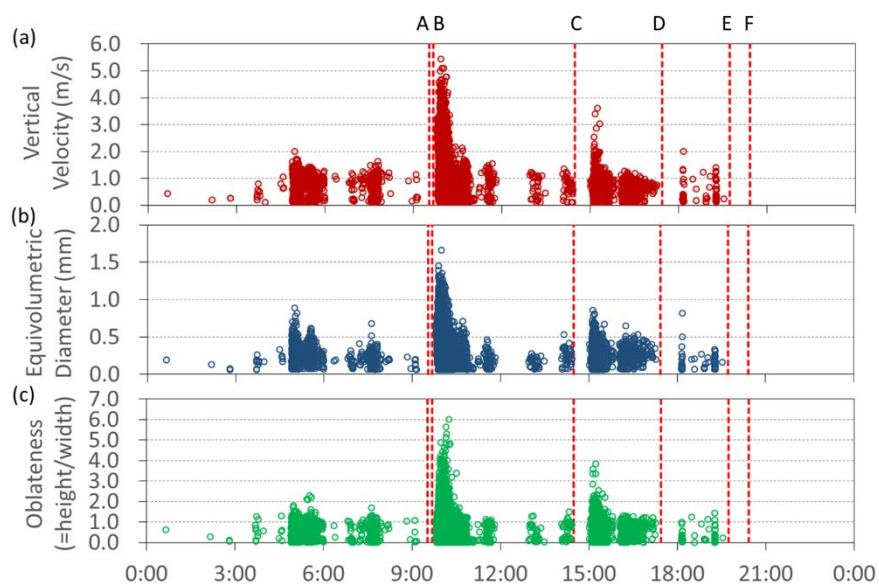 A B C D E F
(a)
Vertical
Velocity (m/s)
6.0
5.0
4.0
3.0
2.0
1.0
0.0
(b)
Equivolumetric
Diameter (mm)
2.0
1.5
1.0
0.5
0.0
(c)
Oblateness
(=height/width)
7.0
6.0
5.0
4.0
3.0
2.0
1.0
0.0
0:00 3:00 6:00 9:00 12:00 15:00 18:00 21:00 0:00